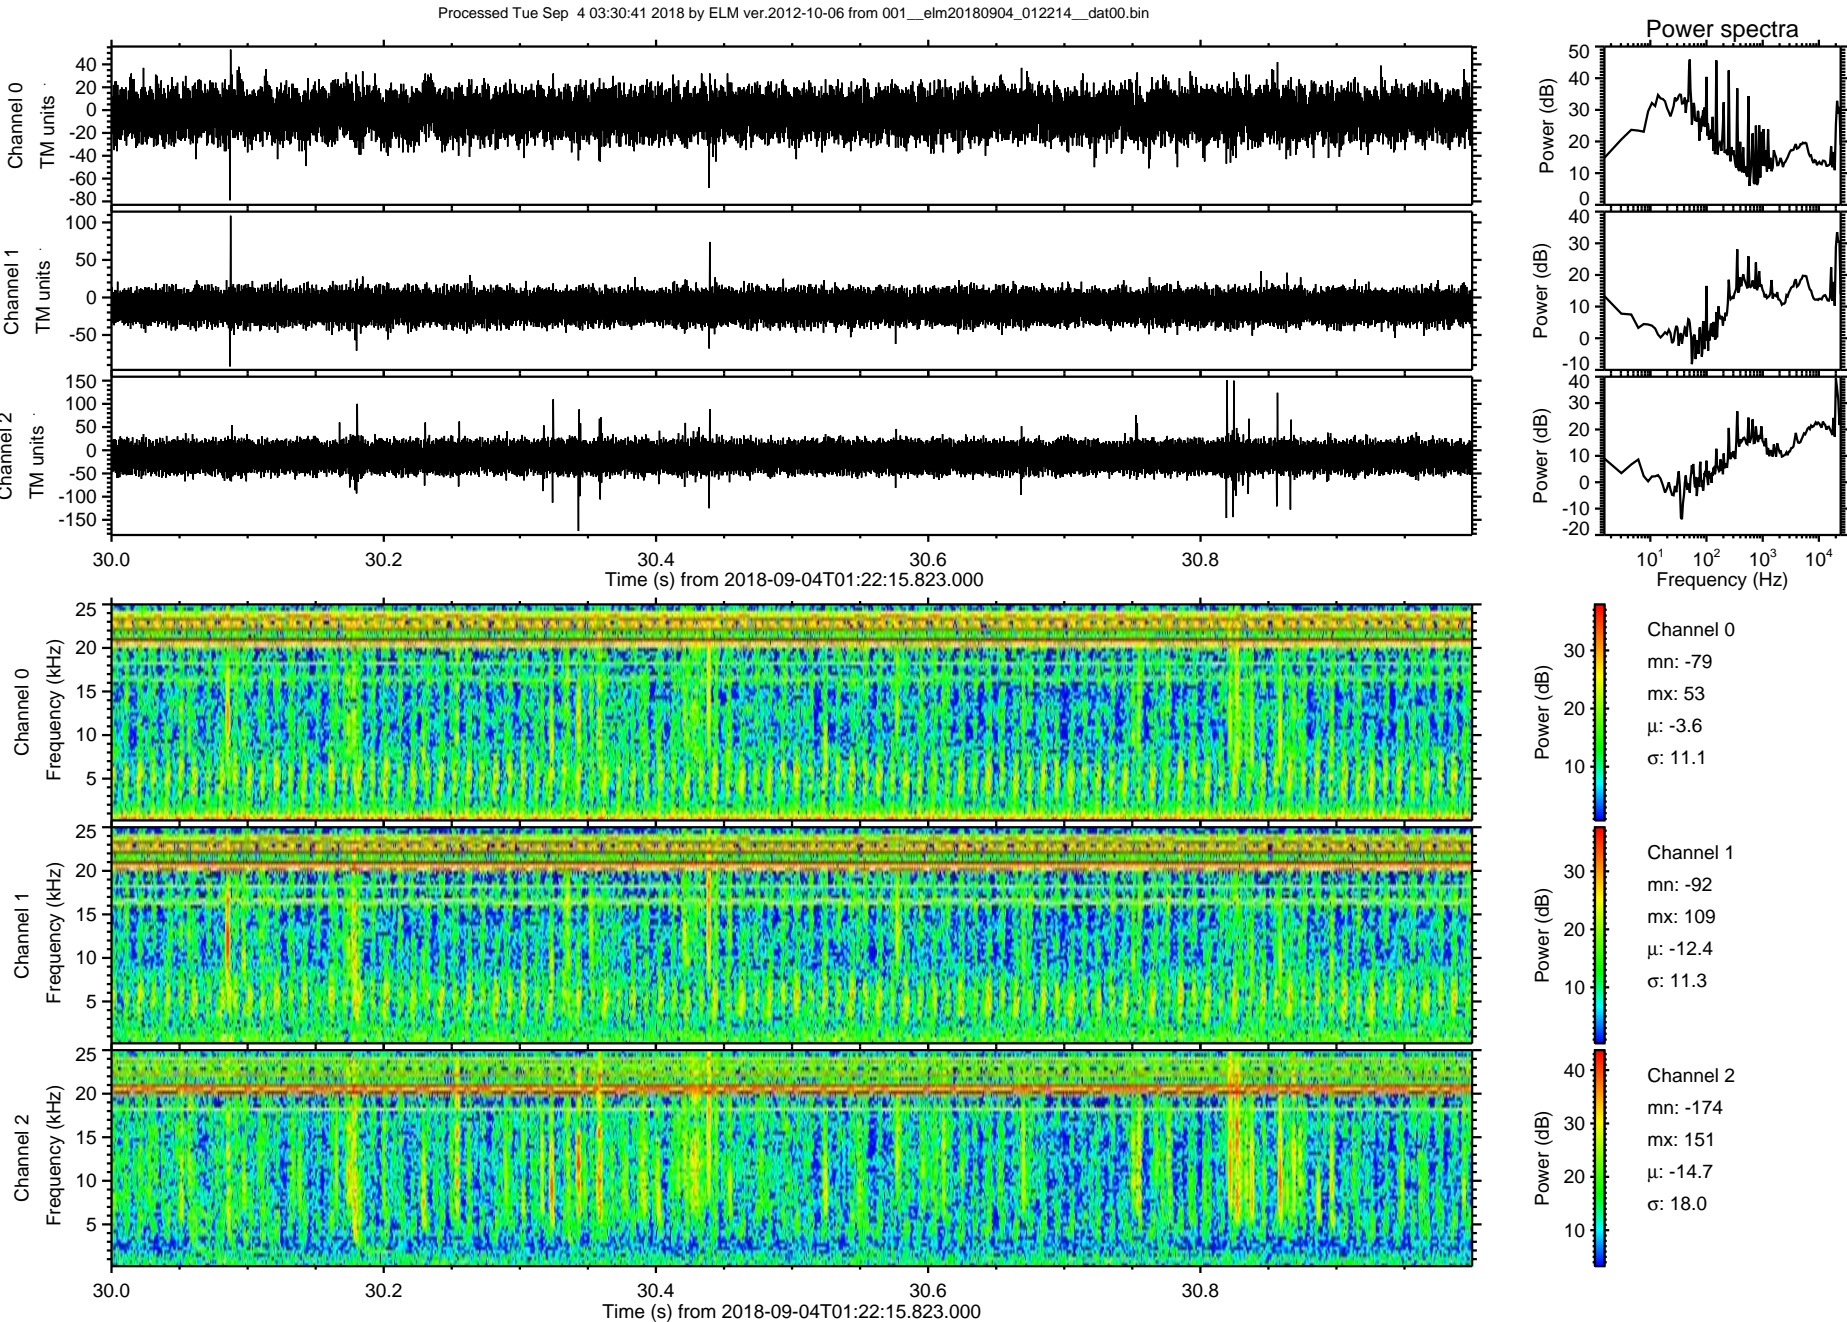 Processed Tue Sep 4 03:30:41 2018 by ELM ver.2012-10-06 from 001__elm20180904_012214__dat00.bin
Power spectra
Channel 0
TM units
40
20
0
-20
-40
-60
-80
Power (dB)
50
40
30
20
10
0
Channel 1
TM units
100
50
0
-50
Power (dB)
40
30
20
10
0
-10
Channel 2
TM units
150
100
50
0
-50
-100
-150
Power (dB)
40
30
20
10
0
-10
-20
30.0 30.2 30.4 30.6 30.8
Time (s) from 2018-09-04T01:22:15.823.000
10^1 10^2 10^3 10^4
Frequency (Hz)
Channel 0
Frequency (kHz)
25
20
15
10
5
Power (dB)
30
20
10
Channel 0
mn: -79
mx: 53
μ: -3.6
σ: 11.1
Channel 1
Frequency (kHz)
25
20
15
10
5
Power (dB)
30
20
10
Channel 1
mn: -92
mx: 109
μ: -12.4
σ: 11.3
Channel 2
Frequency (kHz)
25
20
15
10
5
Power (dB)
40
30
20
10
Channel 2
mn: -174
mx: 151
μ: -14.7
σ: 18.0
30.0 30.2 30.4 30.6 30.8
Time (s) from 2018-09-04T01:22:15.823.000